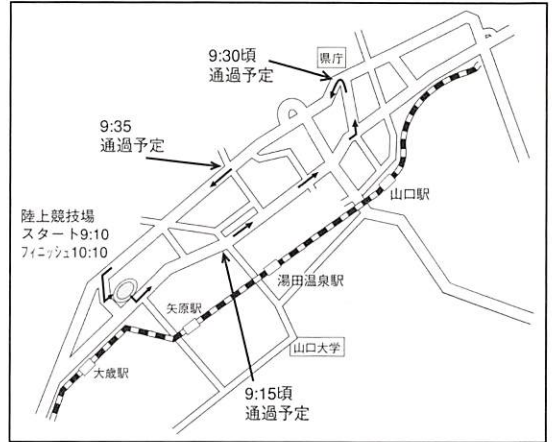 9:30頃
通過予定
県庁
9:35
通過予定
陸上競技場
スタート9:10
フィニッシュ10:10
山口駅
湯田温泉駅
矢原駅
山口大学
大歳駅
9:15頃
通過予定